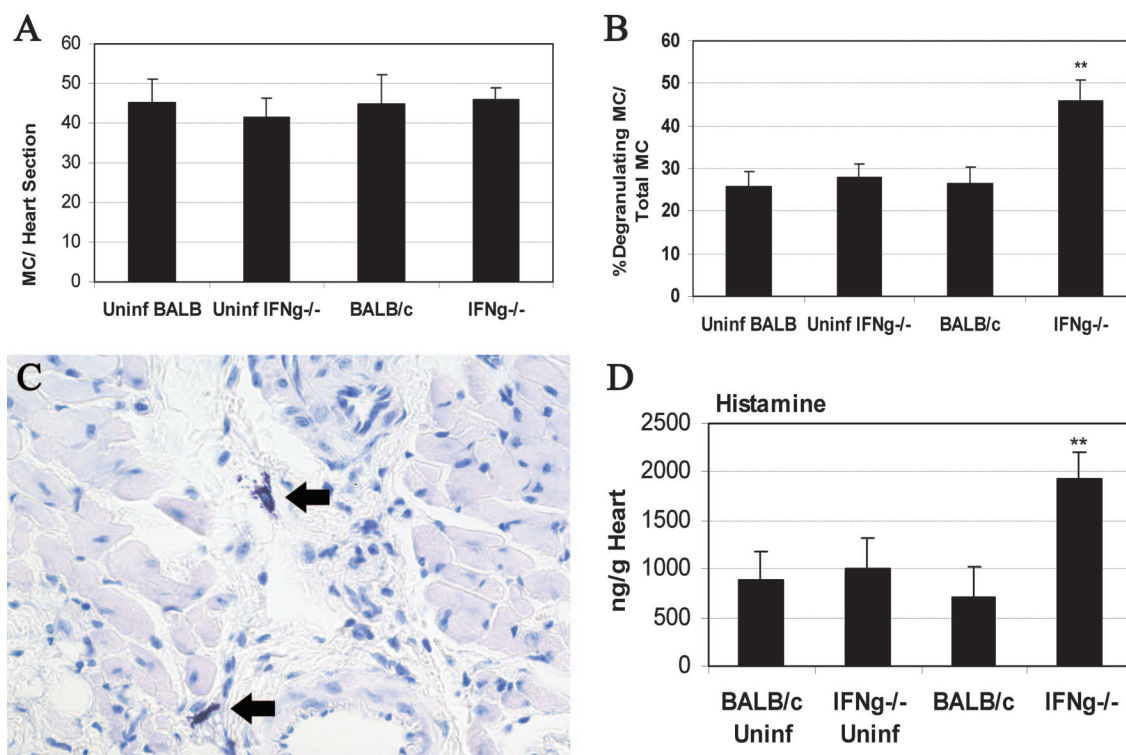 A
MC/ Heart Section
60
50
40
30
20
10
0
Uninf BALB Uninf IFNg-/- BALB/c IFNg-/-
B
%Degranulating MC/
Total MC
60
50
40
30
20
10
0
**
Uninf BALB Uninf IFNg-/- BALB/c IFNg-/-
C
D
Histamine
ng/g Heart
2500
2000
1500
1000
500
0
**
BALB/c IFNg-/- BALB/c IFNg-/-
Uninf Uninf